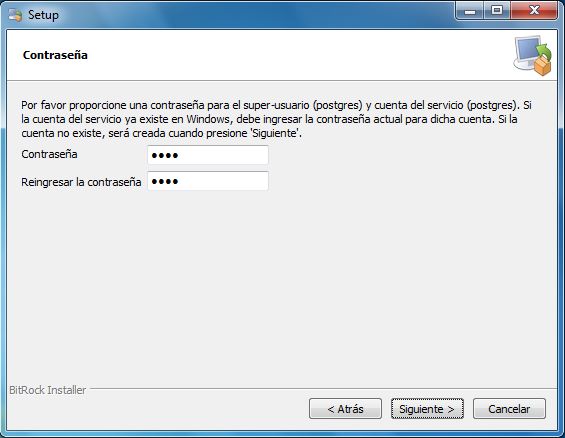 Setup
Contraseña
Por favor proporcione una contraseña para el super-usuario (postgres) y cuenta del servicio (postgres). Si
la cuenta del servicio ya existe en Windows, debe ingresar la contraseña actual para dicha cuenta. Si la
cuenta no existe, será creada cuando presione 'Siguiente'.
Contraseña ••••
Reingresar la contraseña ••••
BitRock Installer
< Atrás Siguiente > Cancelar